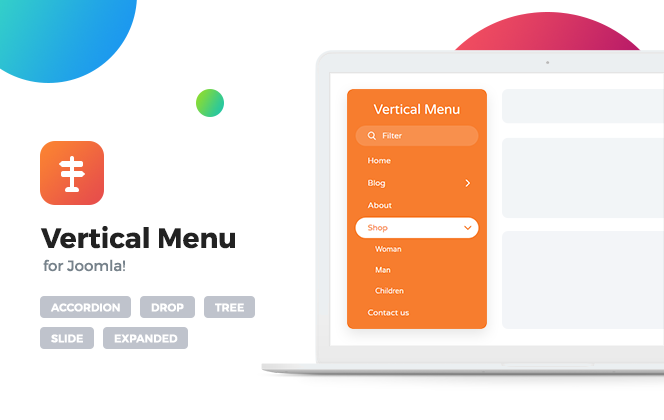 Vertical Menu
for Joomla!
ACCORDION DROP TREE
SLIDE EXPANDED
Vertical Menu
Filter
Home
Blog
About
Shop
Woman
Man
Children
Contact us